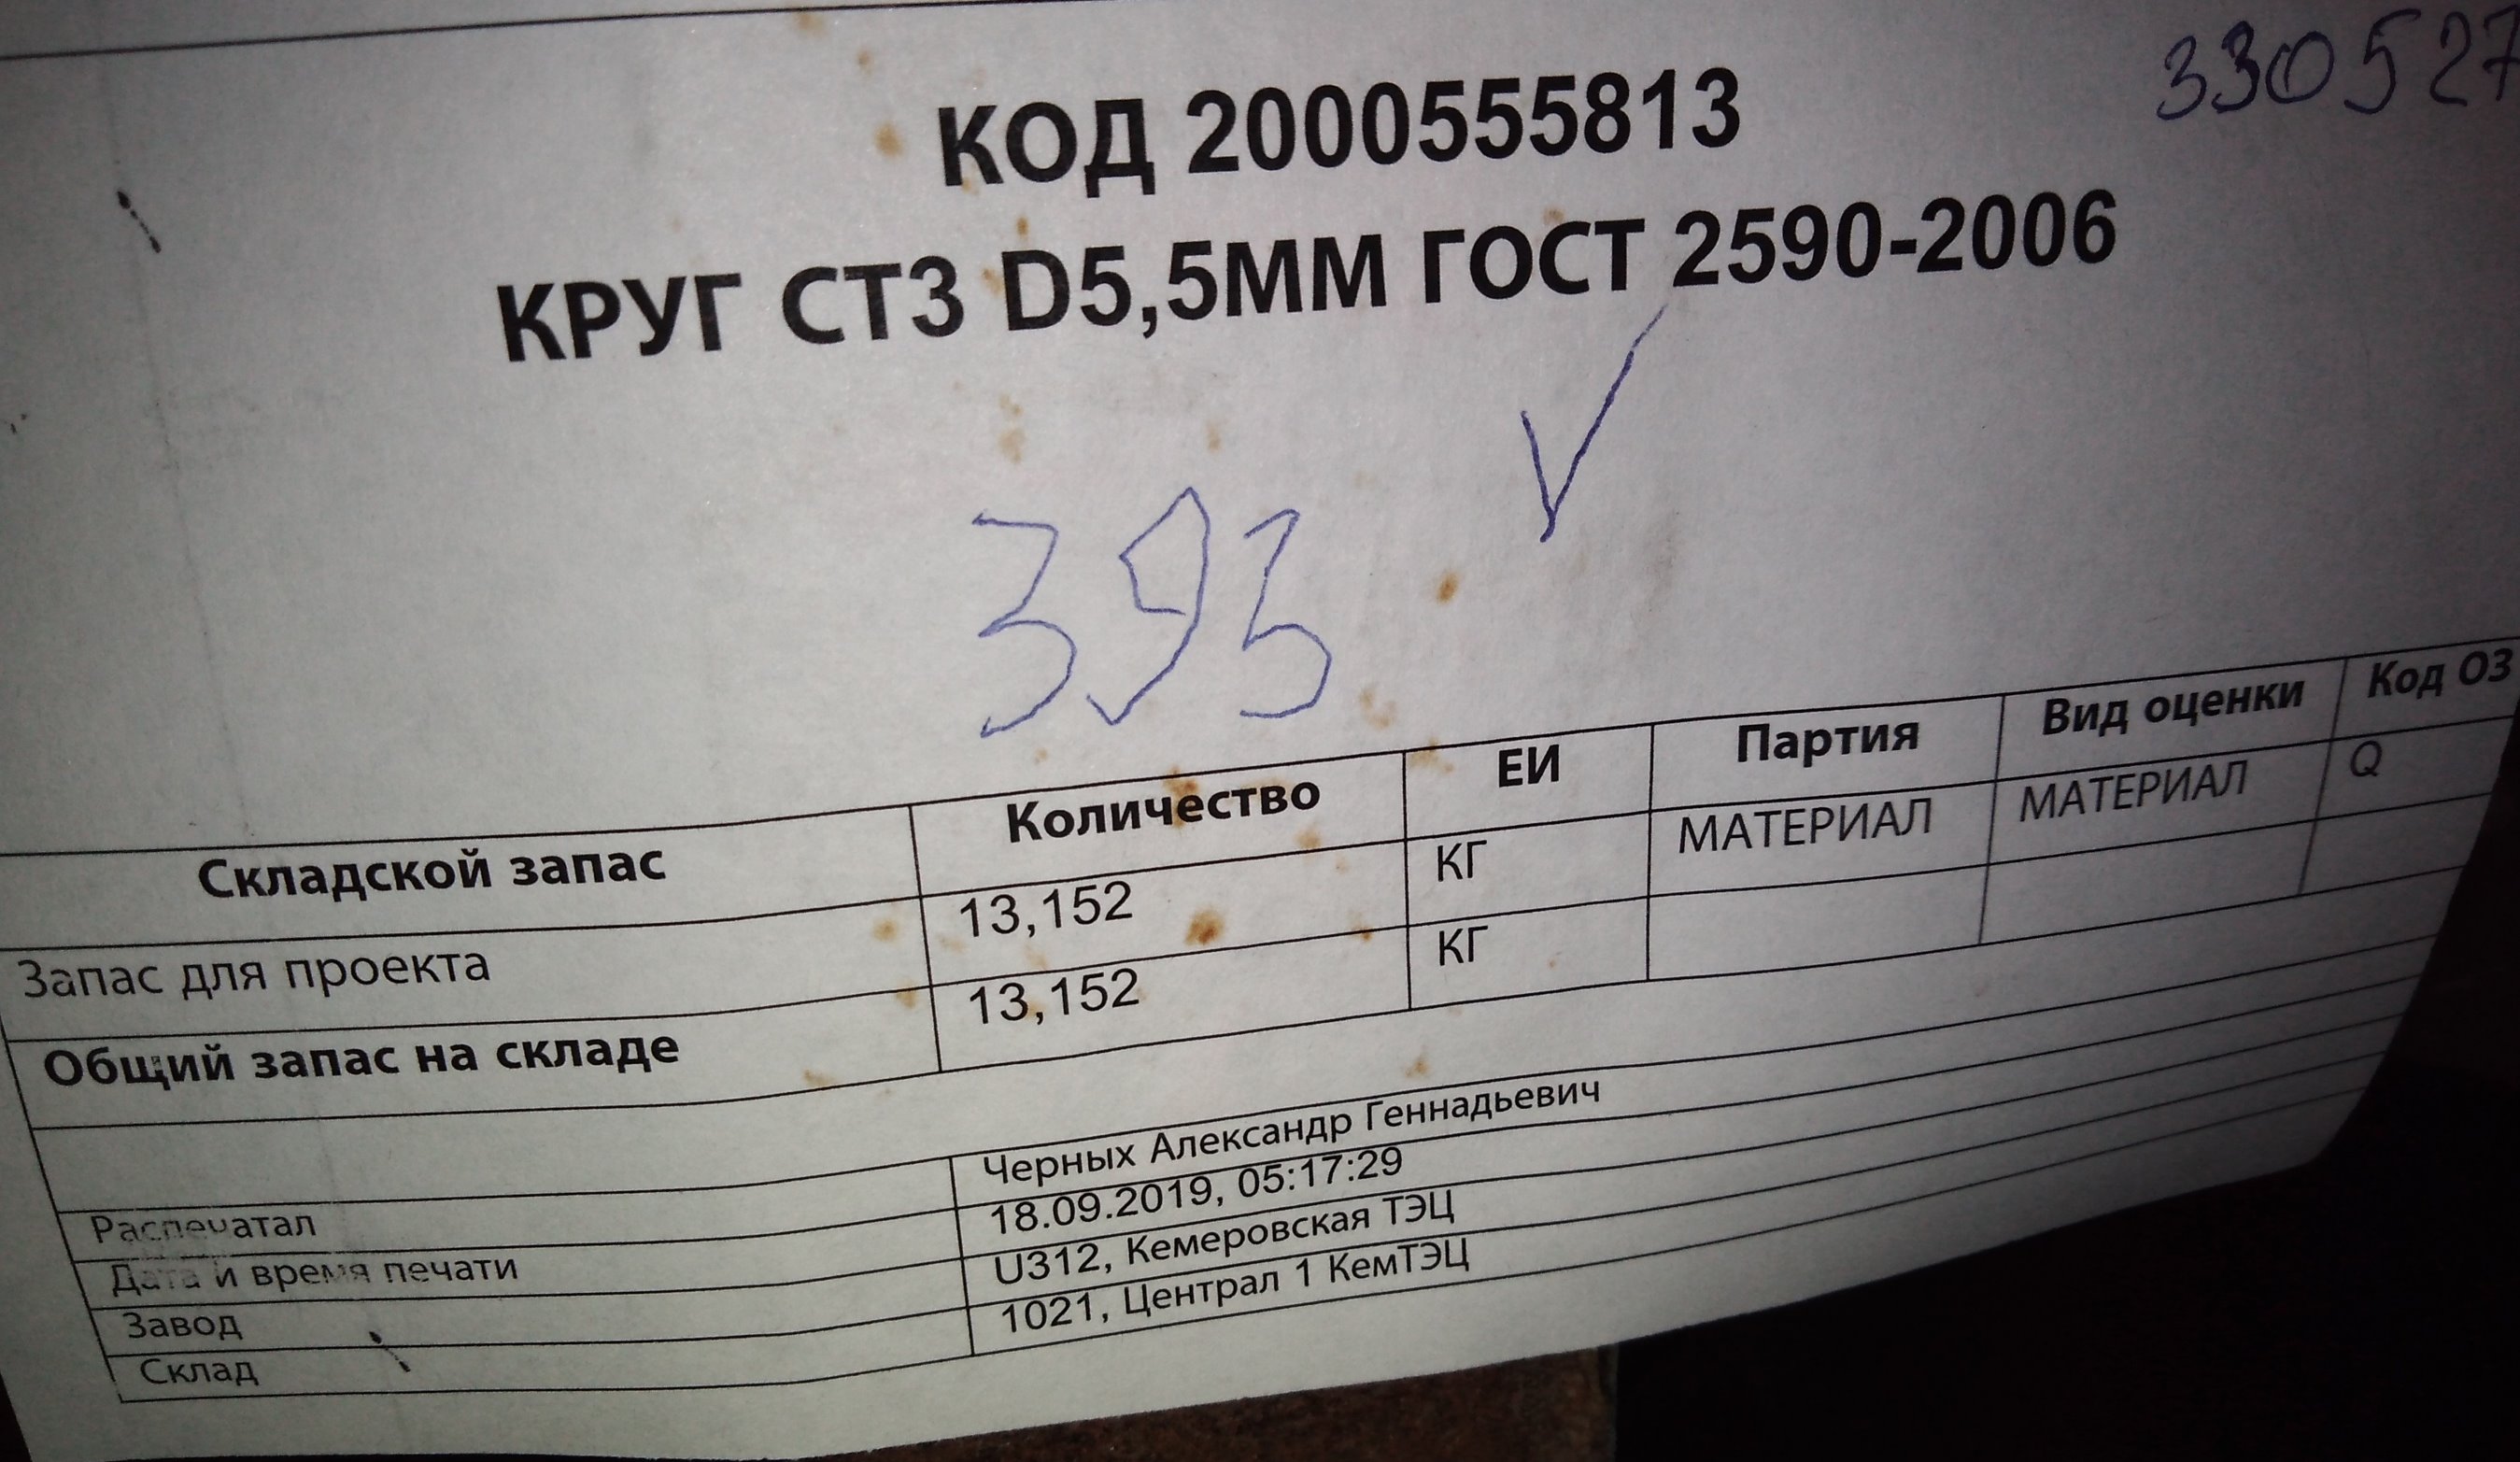 330527
КОД 2000555813
КРУГ СТ3 D5,5ММ ГОСТ 2590-2006
393
Складской запас Количество ЕИ Партия Вид оценки Код ОЗ
Запас для проекта 13,152 КГ МАТЕРИАЛ МАТЕРИАЛ Q
Общий запас на складе 13,152 КГ
Распечатал Черных Александр Геннадьевич
Дата и время печати 18.09.2019, 05:17:29
Завод U312, Кемеровская ТЭЦ
Склад 1021, Централ 1 КемТЭЦ